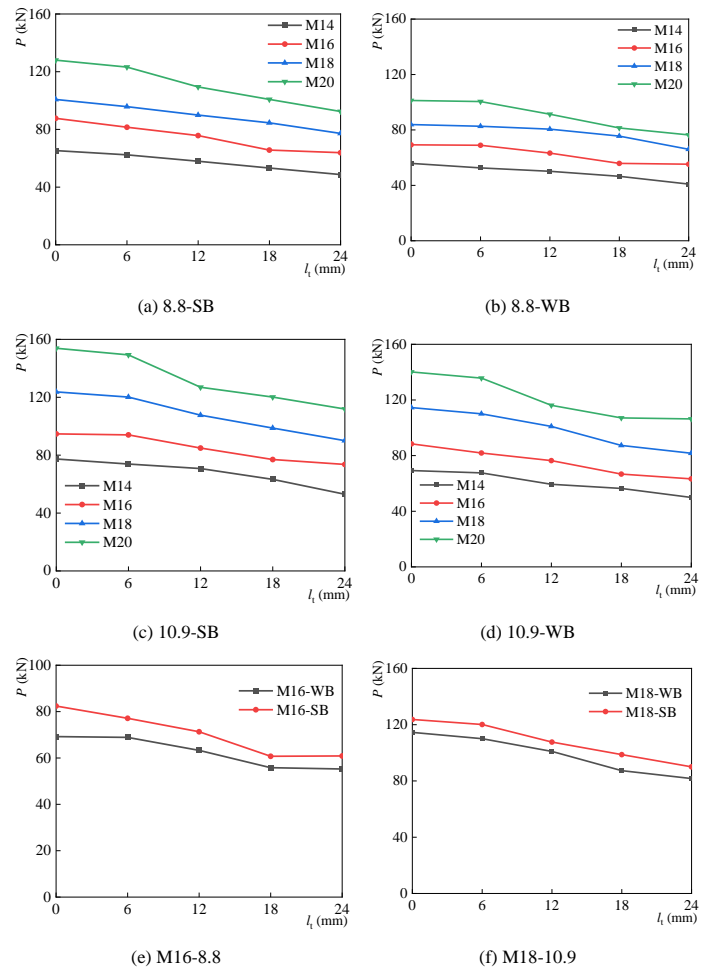 P (kN)
160
120
80
40
0
M14
M16
M18
M20
0 6 12 18 24
lt (mm)
(a) 8.8-SB
P (kN)
160
120
80
40
0
M14
M16
M18
M20
0 6 12 18 24
lt (mm)
(b) 8.8-WB
P (kN)
160
120
80
40
0
M14
M16
M18
M20
0 6 12 18 24
lt (mm)
(c) 10.9-SB
P (kN)
160
120
80
40
0
M14
M16
M18
M20
0 6 12 18 24
lt (mm)
(d) 10.9-WB
P (kN)
100
80
60
40
20
0
M16-WB
M16-SB
0 6 12 18 24
lt (mm)
(e) M16-8.8
P (kN)
160
120
80
40
0
M18-WB
M18-SB
0 6 12 18 24
lt (mm)
(f) M18-10.9